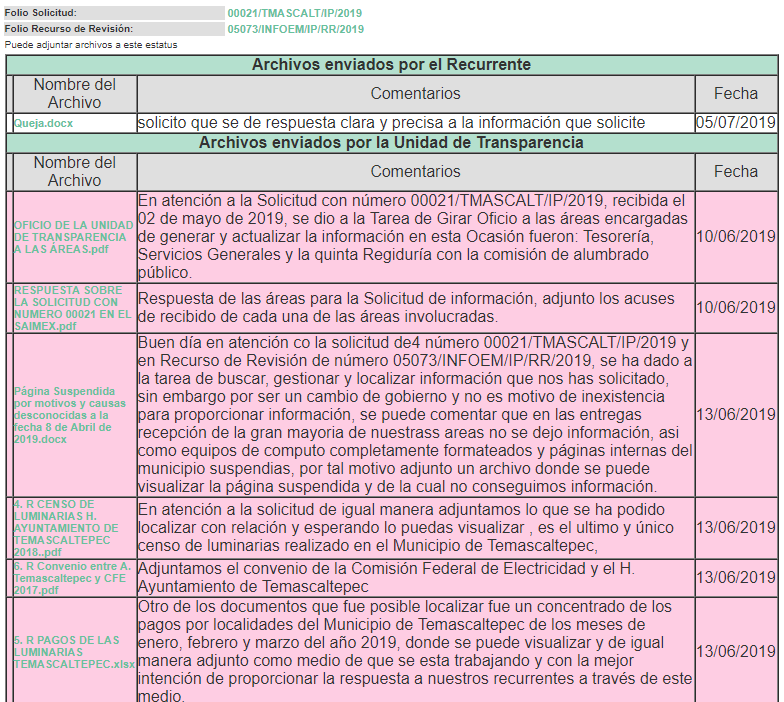 Folio Solicitud: 00021/TMASCALT/IP/2019
Folio Recurso de Revisión: 05073/INFOEM/IP/RR/2019
Puede adjuntar archivos a este estatus
Archivos enviados por el Recurrente
Nombre del
Archivo
Comentarios
Fecha
Queja.docx
solicito que se de respuesta clara y precisa a la información que solicite
05/07/2019
Archivos enviados por la Unidad de Transparencia
Nombre del
Archivo
Comentarios
Fecha
OFICIO DE LA UNIDAD
DE TRANSPARENCIA
A LAS ÁREAS.pdf
En atención a la Solicitud con número 00021/TMASCALT/IP/2019, recibida el
02 de mayo de 2019, se dio a la Tarea de Girar Oficio a las áreas encargadas
de generar y actualizar la información en esta Ocasión fueron: Tesorería,
Servicios Generales y la quinta Regiduría con la comisión de alumbrado
público.
10/06/2019
RESPUESTA SOBRE
LA SOLICITUD CON
NUMERO 00021 EN EL
SAIMEX.pdf
Respuesta de las áreas para la Solicitud de información, adjunto los acuses
de recibido de cada una de las áreas involucradas.
10/06/2019
Página Suspendida
por motivos y causas
desconocidas a la
fecha 8 de Abril de
2019.docx
Buen día en atención co la solicitud de4 número 00021/TMASCALT/IP/2019 y
en Recurso de Revisión de número 05073/INFOEM/IP/RR/2019, se ha dado a
la tarea de buscar, gestionar y localizar información que nos has solicitado,
sin embargo por ser un cambio de gobierno y no es motivo de inexistencia
para proporcionar información, se puede comentar que en las entregas
recepción de la gran mayoria de nuestrass areas no se dejo información, asi
como equipos de computo completamente formateados y páginas internas del
municipio suspendias, por tal motivo adjunto un archivo donde se puede
visualizar la página suspendida y de la cual no conseguimos información.
13/06/2019
4. R CENSO DE
LUMINARIAS H.
AYUNTAMIENTO DE
TEMASCALTEPEC
2018..pdf
En atención a la solicitud de igual manera adjuntamos lo que se ha podido
localizar con relación y esperando lo puedas visualizar , es el ultimo y único
censo de luminarias realizado en el Municipio de Temascaltepec,
13/06/2019
6. R Convenio entre A.
Temascaltepec y CFE
2017.pdf
Adjuntamos el convenio de la Comisión Federal de Electricidad y el H.
Ayuntamiento de Temascaltepec
13/06/2019
5. R PAGOS DE LAS
LUMINARIAS
TEMASCALTEPEC.xlsx
Otro de los documentos que fue posible localizar fue un concentrado de los
pagos por localidades del Municipio de Temascaltepec de los meses de
enero, febrero y marzo del año 2019, donde se puede visualizar y de igual
manera adjunto como medio de que se esta trabajando y con la mejor
intención de proporcionar la respuesta a nuestros recurrentes a través de este
medio.
13/06/2019